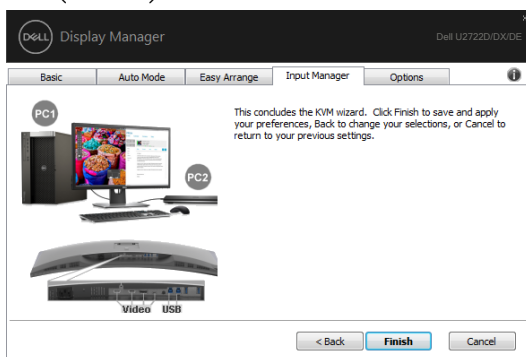 DELL Display Manager
Dell U2722D/DX/DE
Basic
Auto Mode
Easy Arrange
Input Manager
Options
PC1
PC2
This concludes the KVM wizard. Click Finish to save and apply
your preferences, Back to change your selections, or Cancel to
return to your previous settings.
Video USB
< Back
Finish
Cancel